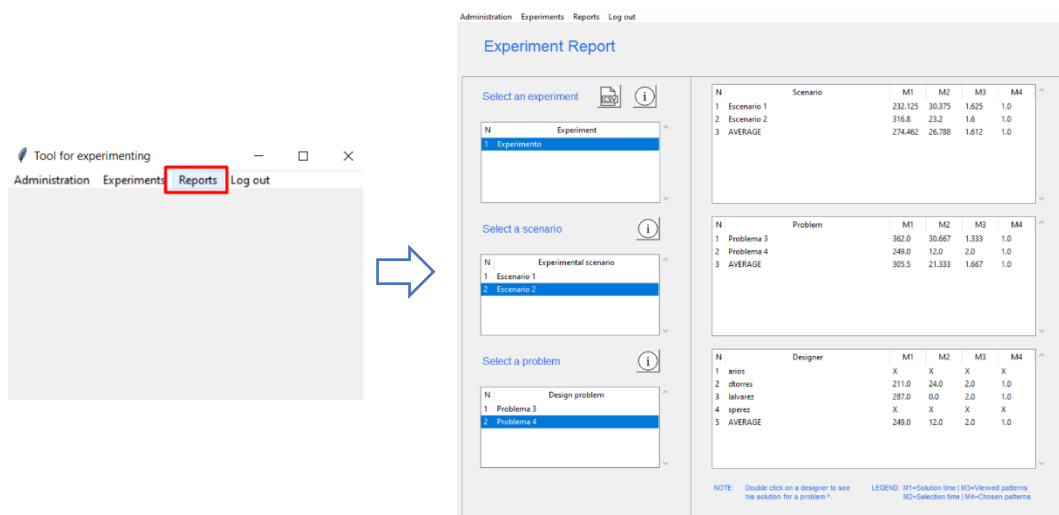 Tool for experimenting
Administration Experiments Reports Log out
Administration Experiments Reports Log out
Experiment Report
Select an experiment CSV i
N Experiment
1 Experimento
Select a scenario i
N Experimental scenario
1 Escenario 1
2 Escenario 2
Select a problem i
N Design problem
1 Problema 3
2 Problema 4
N Scenario M1 M2 M3 M4
1 Escenario 1 232.125 30.375 1.625 1.0
2 Escenario 2 316.8 23.2 1.6 1.0
3 AVERAGE 274.462 26.788 1.612 1.0
N Problem M1 M2 M3 M4
1 Problema 3 362.0 30.667 1.333 1.0
2 Problema 4 249.0 12.0 2.0 1.0
3 AVERAGE 305.5 21.333 1.667 1.0
N Designer M1 M2 M3 M4
1 arios X X X X
2 dtorres 211.0 24.0 2.0 1.0
3 lalvarez 287.0 0.0 2.0 1.0
4 sperez X X X X
5 AVERAGE 249.0 12.0 2.0 1.0
NOTE: Double click on a designer to see LEGEND: M1=Solution time | M3=Viewed patterns
his solution for a problem ^. M2=Selection time | M4=Chosen patterns